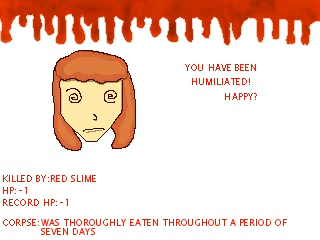 YOU HAVE BEEN
HUMILIATED!
HAPPY?
KILLED BY:RED SLIME
HP:-1
RECORD HP:-1
CORPSE:WAS THOROUGHLY EATEN THROUGHOUT A PERIOD OF
SEVEN DAYS